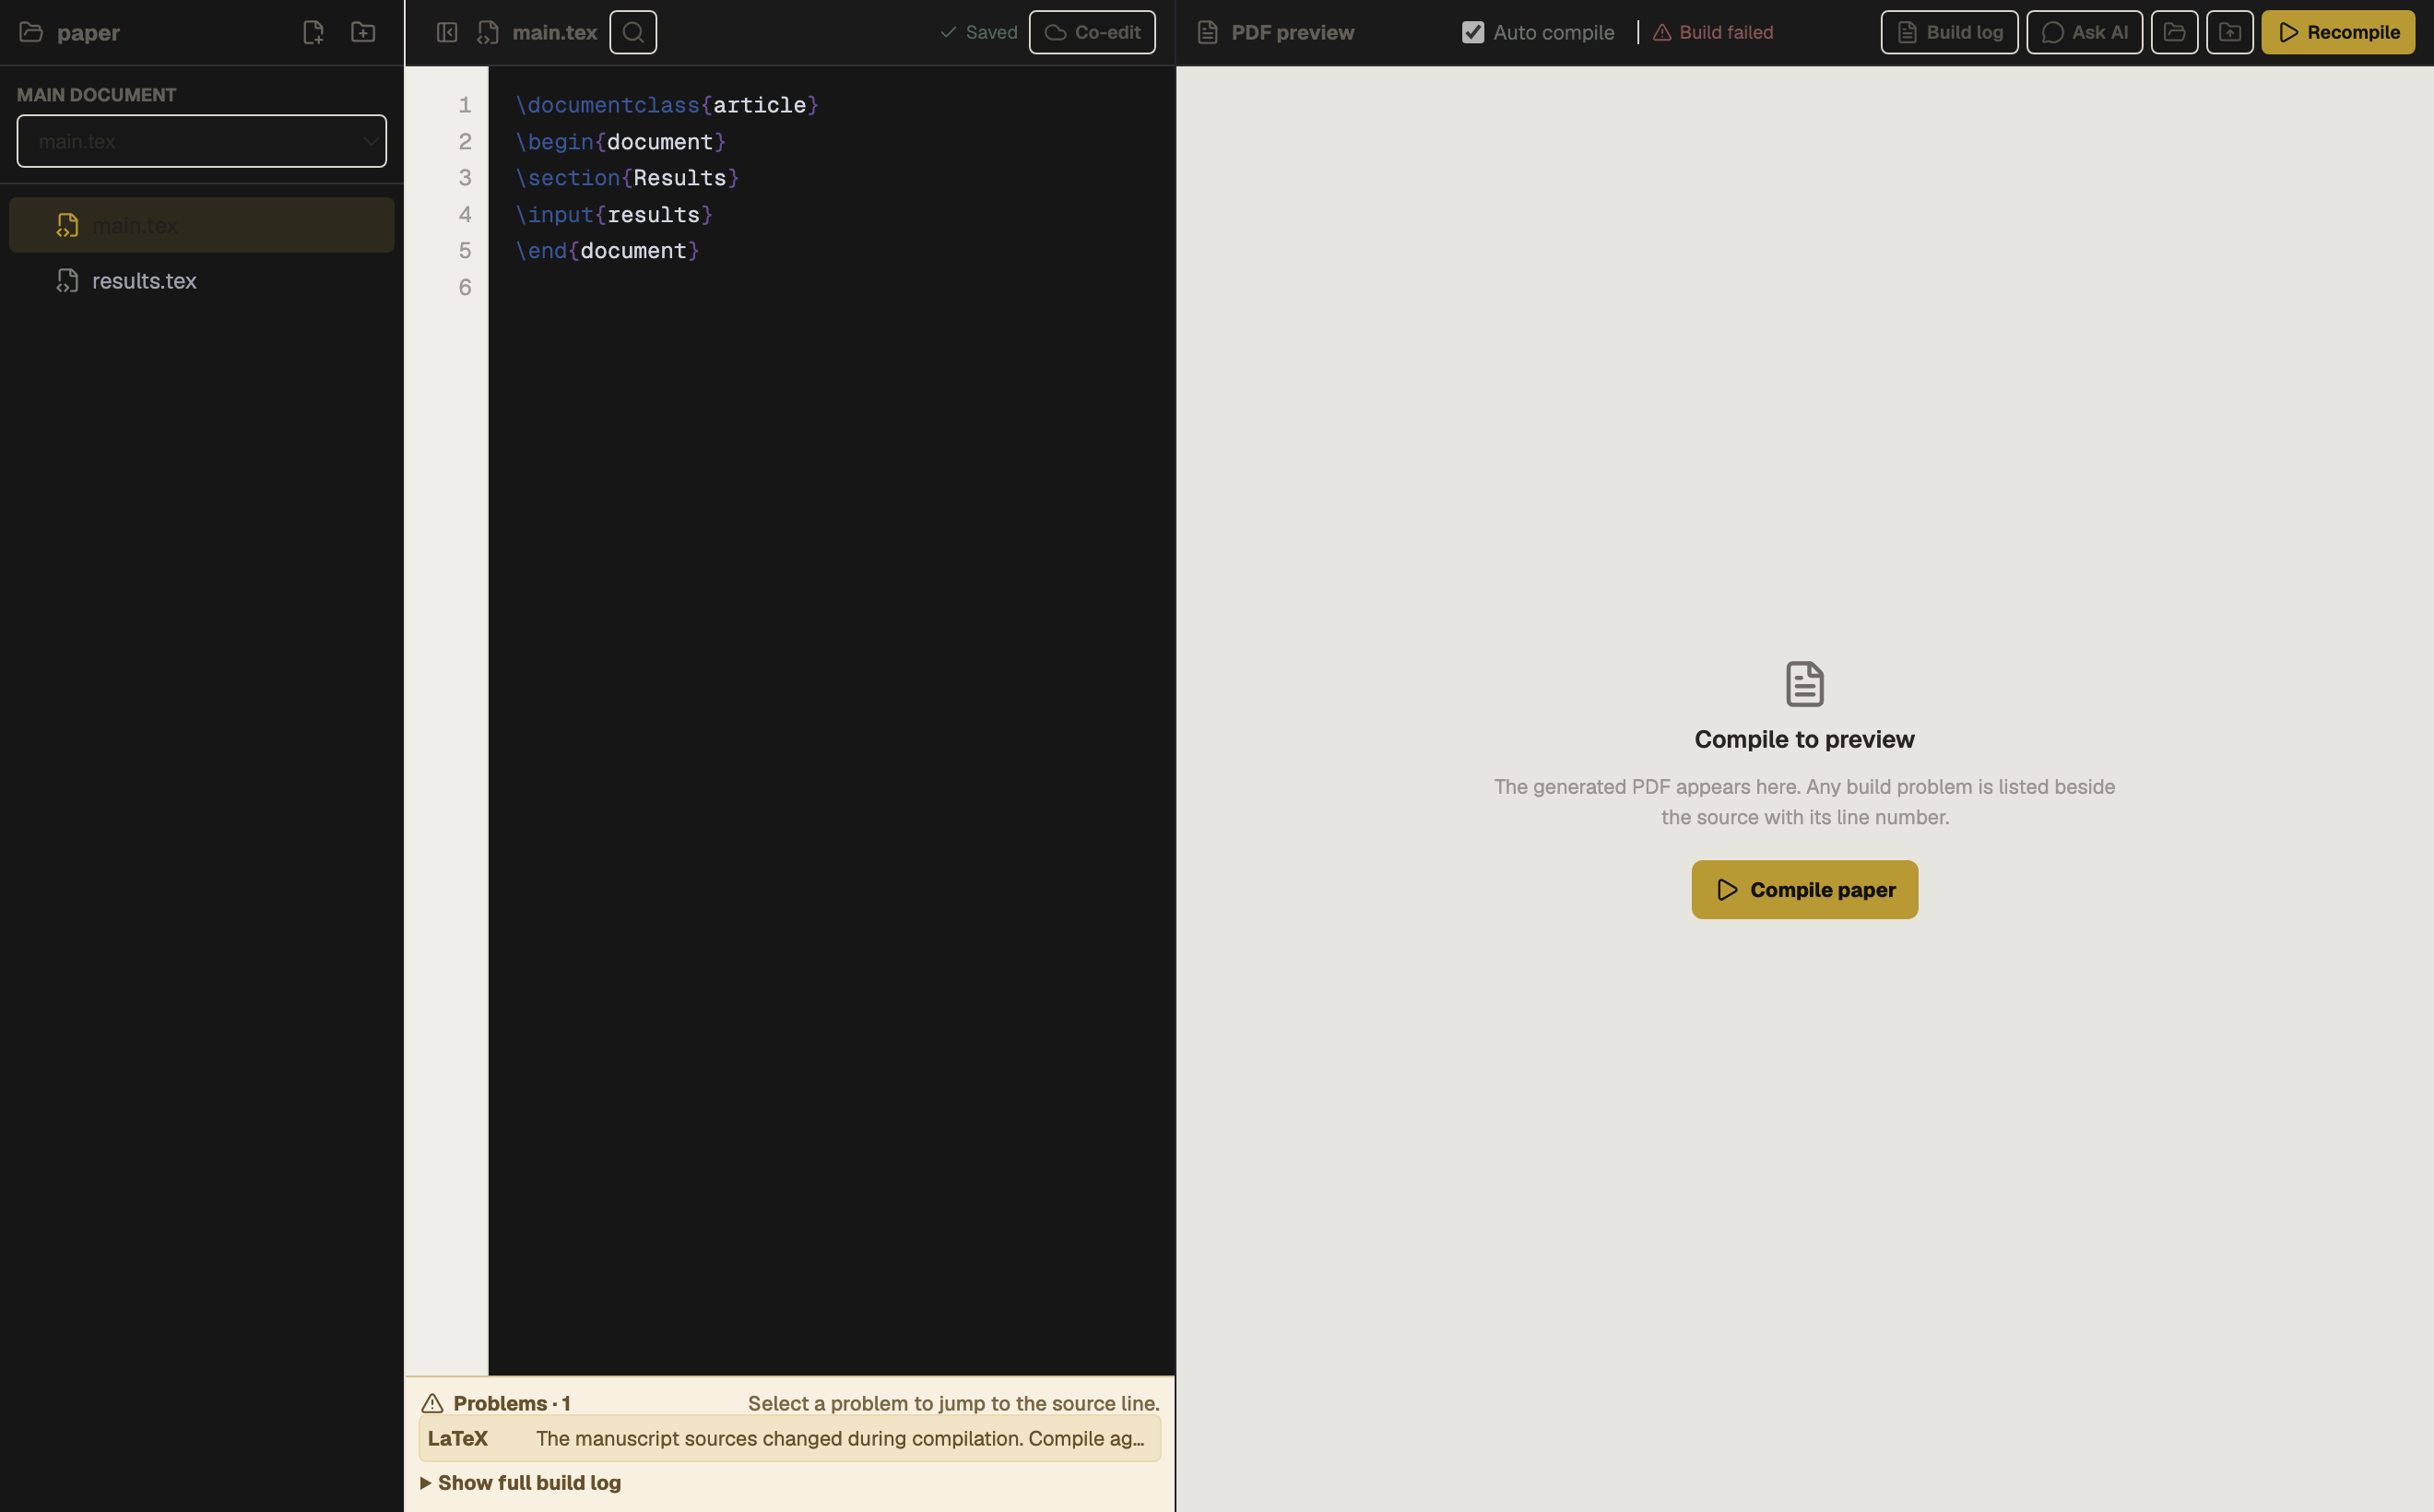 paper
MAIN DOCUMENT
main.tex
main.tex
results.tex
main.tex
Saved
Co-edit
1 \documentclass{article}
2 \begin{document}
3 \section{Results}
4 \input{results}
5 \end{document}
6
Problems · 1
Select a problem to jump to the source line.
LaTeX The manuscript sources changed during compilation. Compile ag...
Show full build log
PDF preview
Auto compile
Build failed
Build log
Ask AI
Recompile
Compile to preview
The generated PDF appears here. Any build problem is listed beside
the source with its line number.
Compile paper